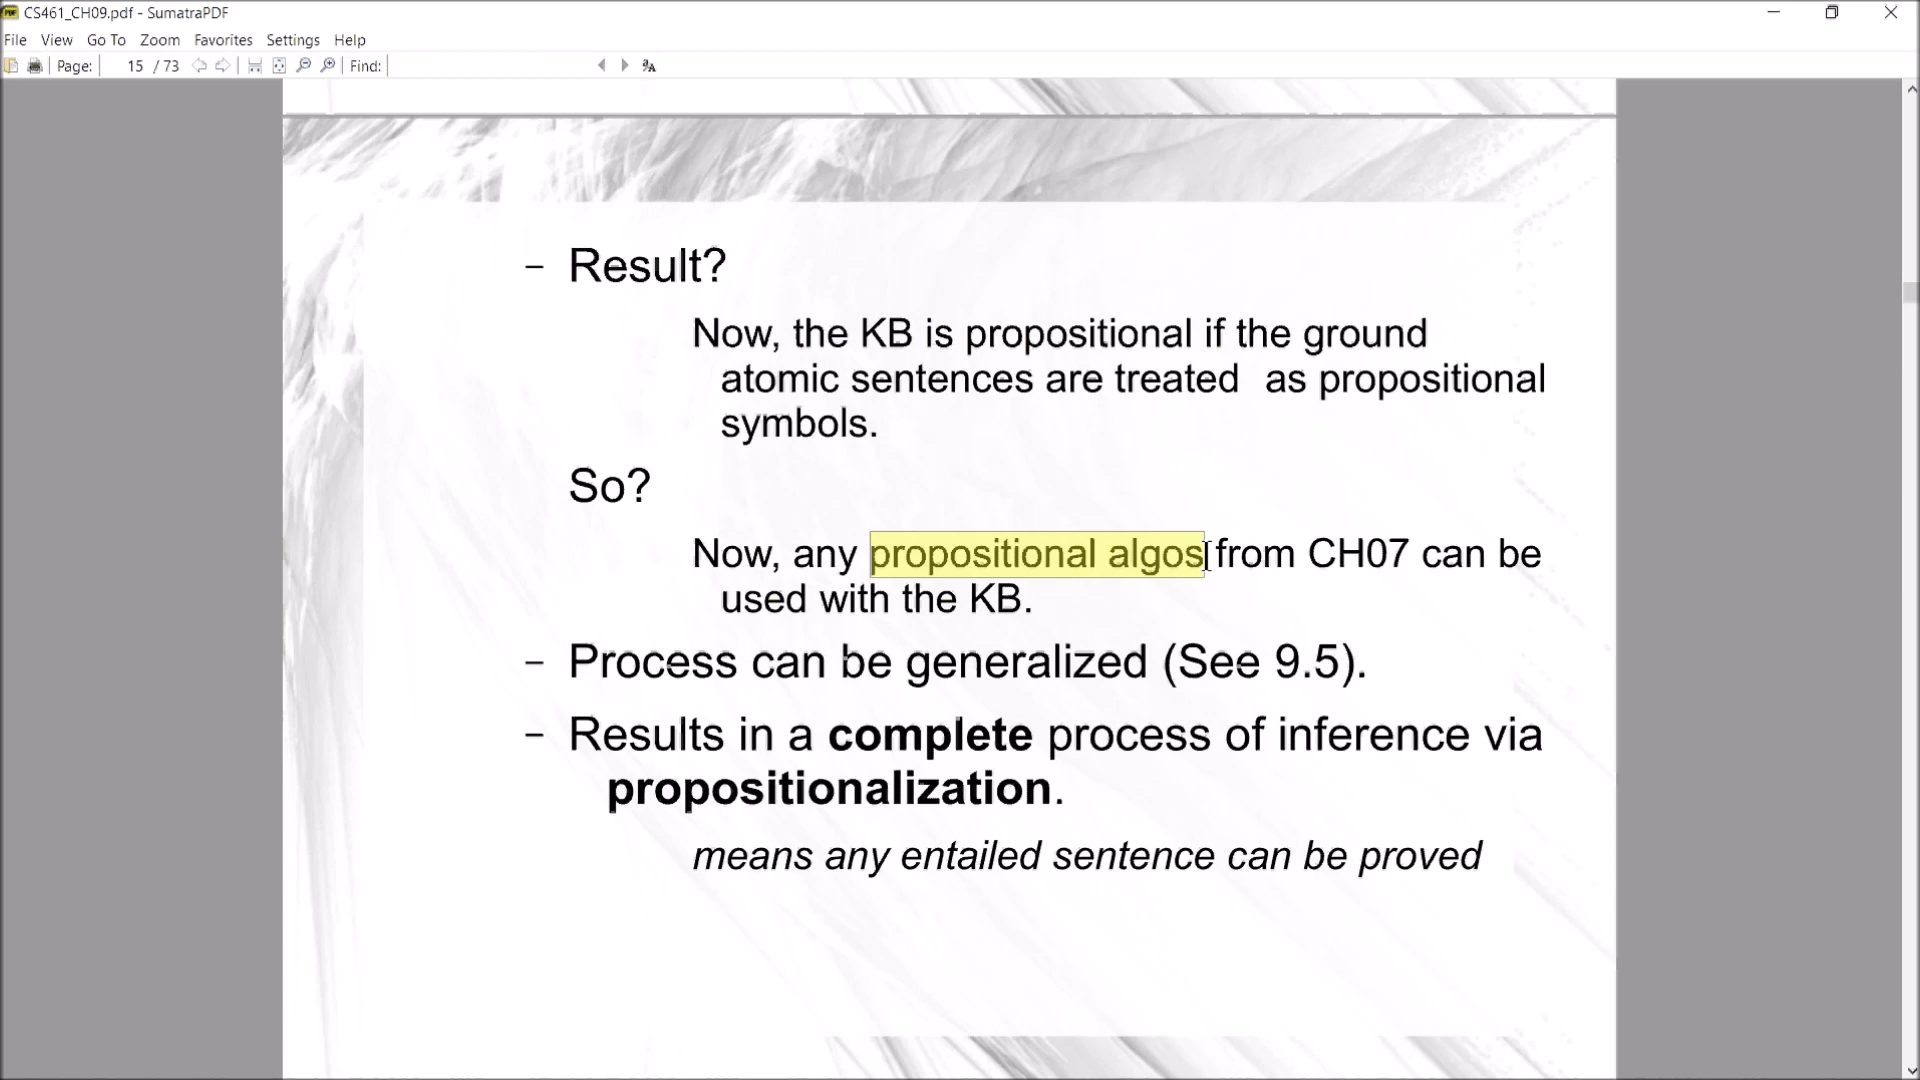 CS461_CH09.pdf - SumatraPDF
File View Go To Zoom Favorites Settings Help
Page: 15 / 73 Find:
– Result?
Now, the KB is propositional if the ground
atomic sentences are treated as propositional
symbols.
So?
Now, any propositional algos from CH07 can be
used with the KB.
– Process can be generalized (See 9.5).
– Results in a complete process of inference via
propositionalization.
means any entailed sentence can be proved